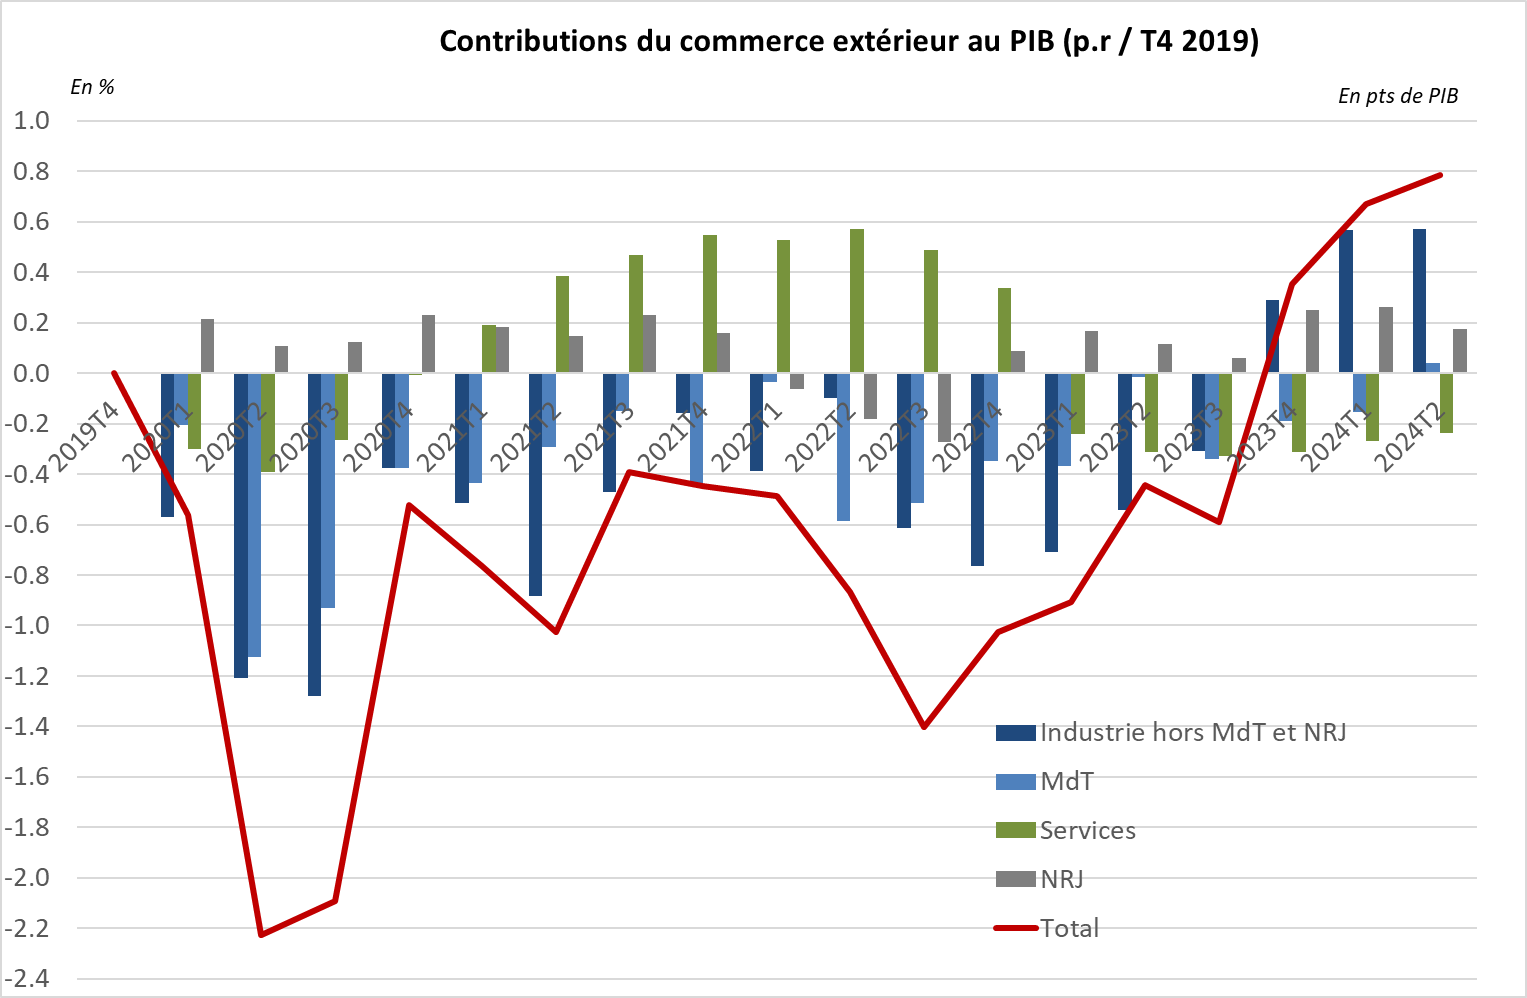 Contributions du commerce extérieur au PIB (p.r / T4 2019)
En %
En pts de PIB
1.0
0.8
0.6
0.4
0.2
0.0
-0.2
-0.4
-0.6
-0.8
-1.0
-1.2
-1.4
-1.6
-1.8
-2.0
-2.2
-2.4
2019T4
2020T1
2020T2
2020T3
2020T4
2021T1
2021T2
2021T3
2021T4
2022T1
2022T2
2022T3
2022T4
2023T1
2023T2
2023T3
2023T4
2024T1
2024T2
Industrie hors MdT et NRJ
MdT
Services
NRJ
Total